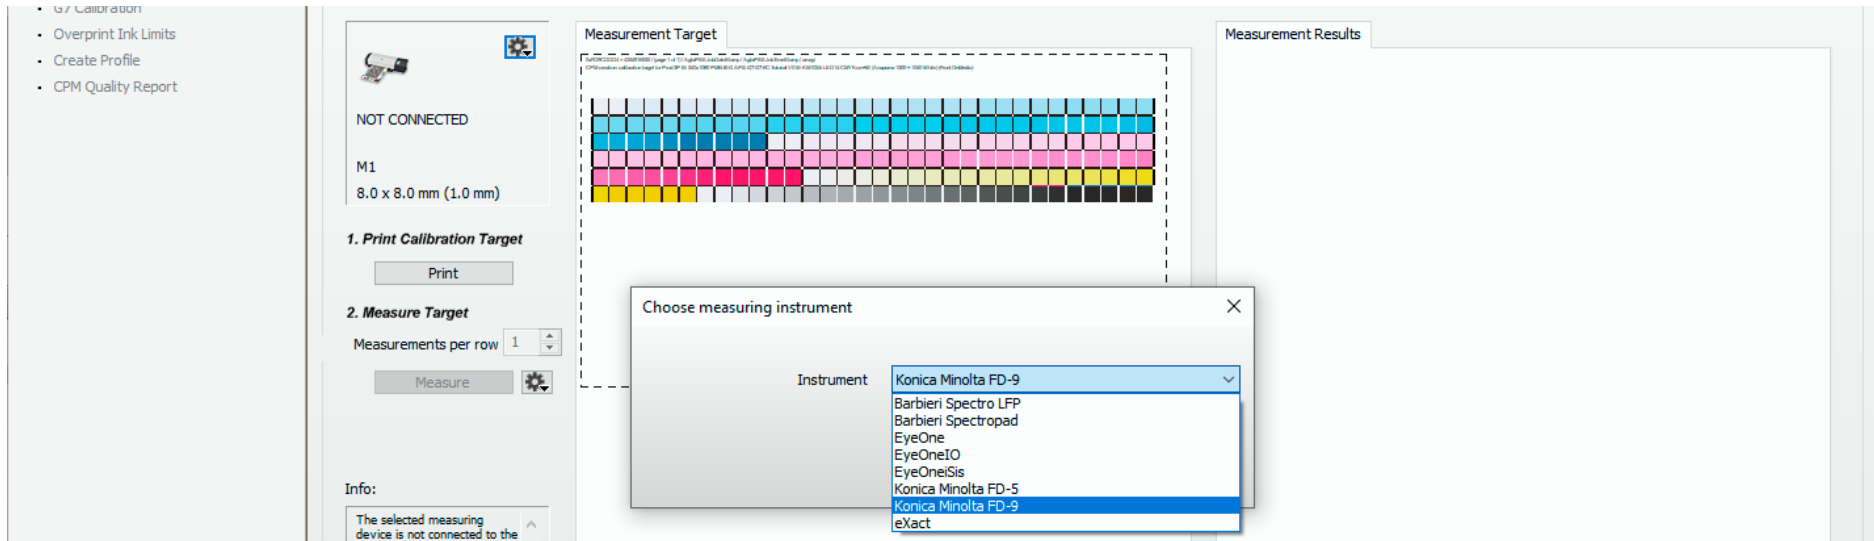 G7 Calibration
Overprint Ink Limits
Create Profile
CPM Quality Report
NOT CONNECTED
M1
8.0 x 8.0 mm (1.0 mm)
1. Print Calibration Target
Print
2. Measure Target
Measurements per row 1
Measure
Info:
The selected measuring
device is not connected to the
Measurement Target
Measurement Results
Choose measuring instrument
Instrument
Konica Minolta FD-9
Barbieri Spectro LFP
Barbieri Spectropad
EyeOne
EyeOneIO
EyeOneiSis
Konica Minolta FD-5
Konica Minolta FD-9
eXact